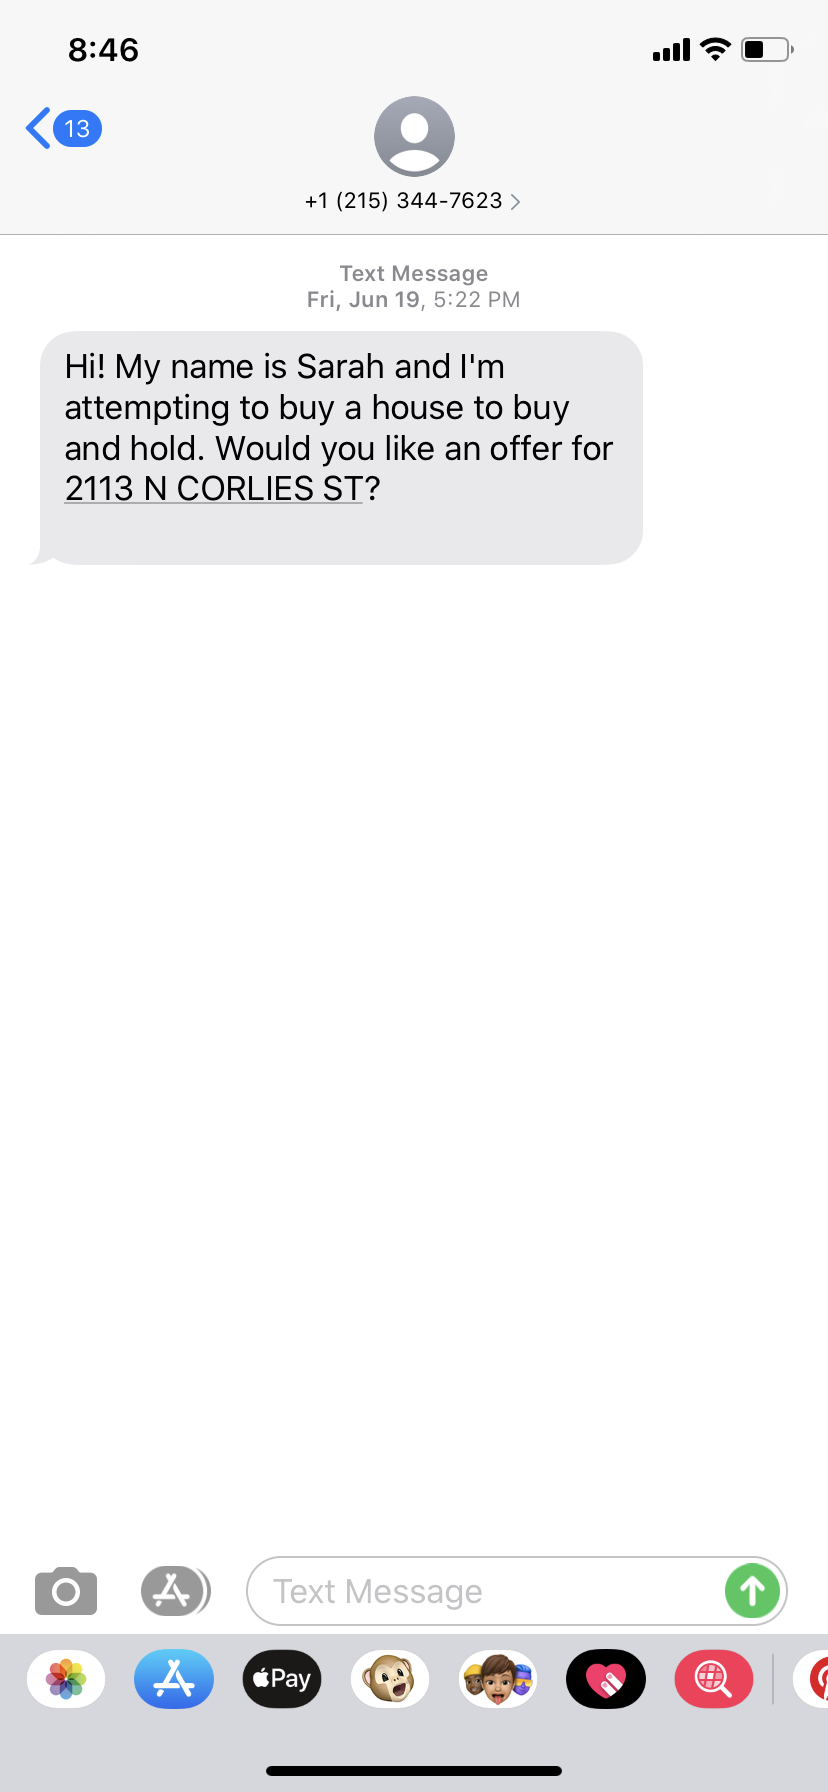 8:46
13
+1 (215) 344-7623
Text Message
Fri, Jun 19, 5:22 PM
Hi! My name is Sarah and I'm
attempting to buy a house to buy
and hold. Would you like an offer for
2113 N CORLIES ST?
Text Message
Pay